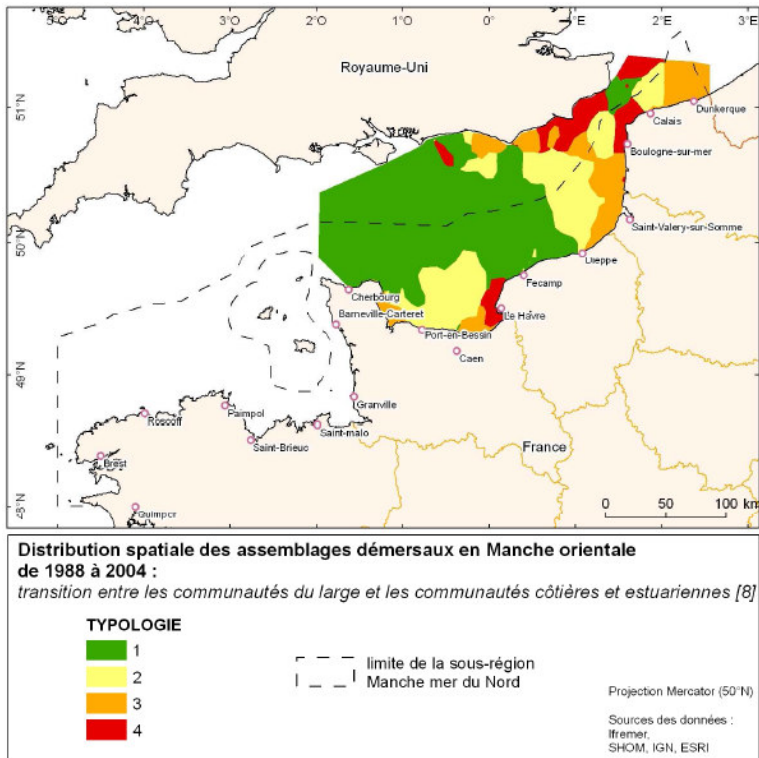 5°O 4°O 3°O 2°O 1°O 0° 1°E 2°E 3°E
Royaume-Uni
51°N
51°N
Dunkerque
Calais
Boulogne-sur-mer
50°N
50°N
Saint-Valery-sur-Somme
Dieppe
Fecamp
Cherbourg
Le Havre
Barneville-Carteret
Port-en-Bessin
Caen
49°N
49°N
Granville
Paimpol
Roscoff
Saint-malo
Saint-Brieuc
France
Brest
48°N
48°N
Quimper
0 50 100 km
Distribution spatiale des assemblages démersaux en Manche orientale
de 1988 à 2004 :
transition entre les communautés du large et les communautés côtières et estuariennes [8]
TYPOLOGIE
1
2
3
4
limite de la sous-région
Manche mer du Nord
Projection Mercator (50°N)
Sources des données :
Ifremer,
SHOM, IGN, ESRI